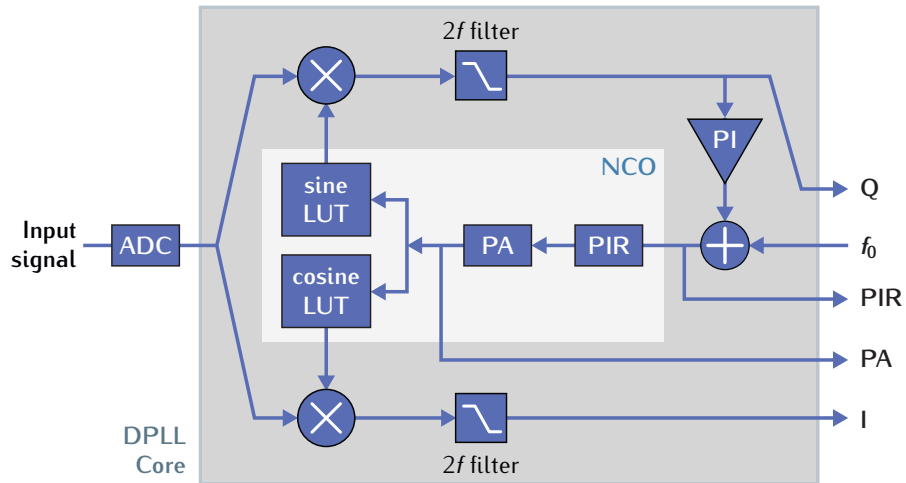 2f filter
PI
NCO
sine
LUT
Q
Input
signal
ADC
PA
PIR
f0
cosine
LUT
PIR
PA
I
DPLL
Core
2f filter